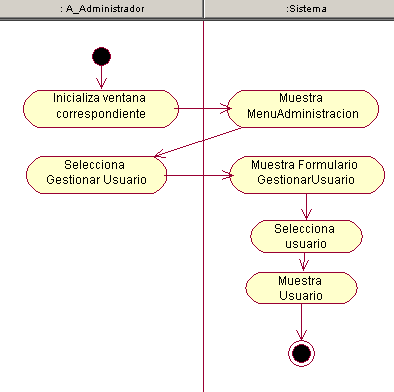 : A_Administrador
:Sistema
Inicializa ventana
correspondiente
Muestra
MenuAdministracion
Selecciona
Gestionar Usuario
Muestra Formulario
GestionarUsuario
Selecciona
usuario
Muestra
Usuario